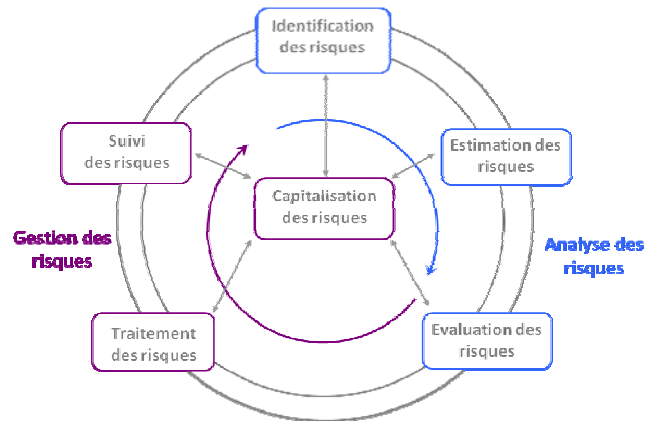 Identification
des risques
Suivi
des risques
Estimation des
risques
Capitalisation
des risques
Gestion des
risques
Analyse des
risques
Traitement
des risques
Evaluation des
risques